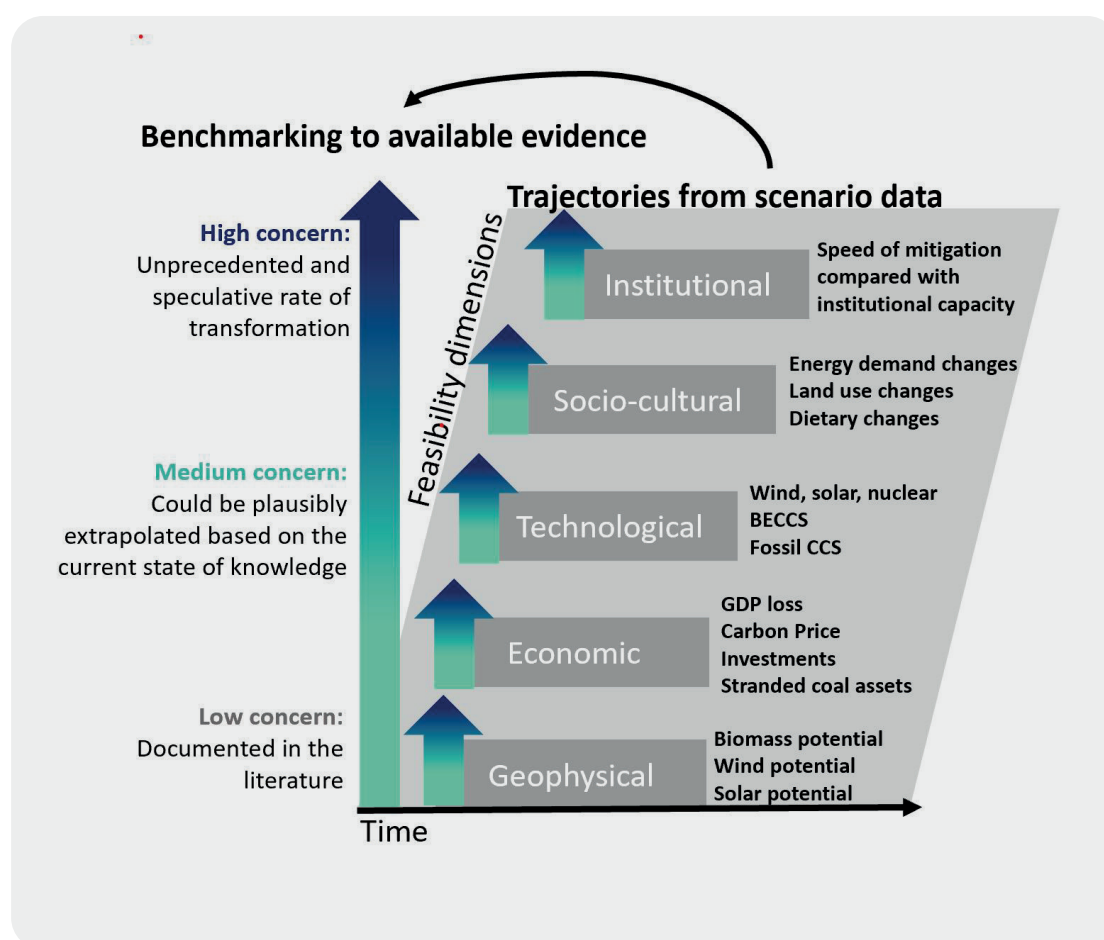 Benchmarking to available evidence
Trajectories from scenario data
High concern:
Unprecedented and
speculative rate of
transformation
Medium concern:
Could be plausibly
extrapolated based on the
current state of knowledge
Low concern:
Documented in the
literature
Feasibility dimensions
Institutional
Speed of mitigation
compared with
institutional capacity
Socio-cultural
Energy demand changes
Land use changes
Dietary changes
Technological
Wind, solar, nuclear
BECCS
Fossil CCS
Economic
GDP loss
Carbon Price
Investments
Stranded coal assets
Geophysical
Biomass potential
Wind potential
Solar potential
Time